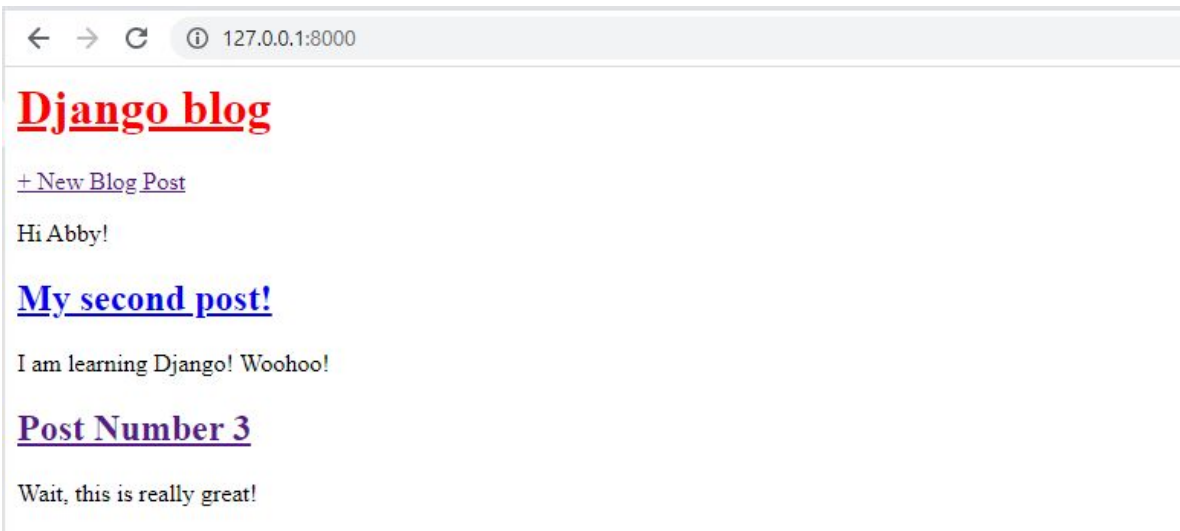 127.0.0.1:8000
Django blog
+ New Blog Post
Hi Abby!
My second post!
I am learning Django! Woohoo!
Post Number 3
Wait, this is really great!